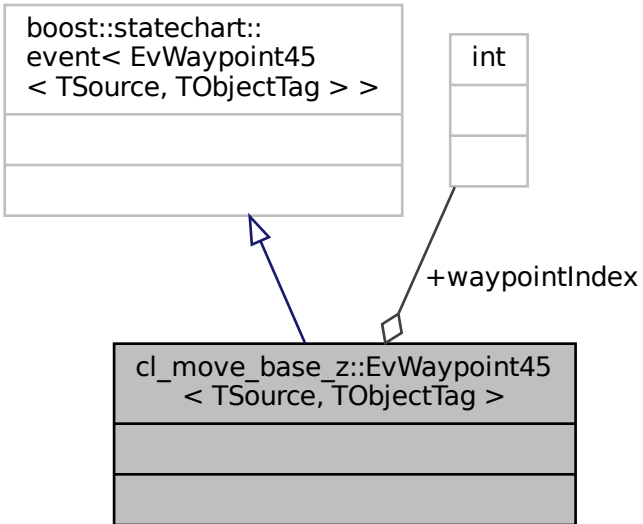 boost::statechart::
event< EvWaypoint45
< TSource, TObjectTag > >
int
+waypointIndex
cl_move_base_z::EvWaypoint45
< TSource, TObjectTag >